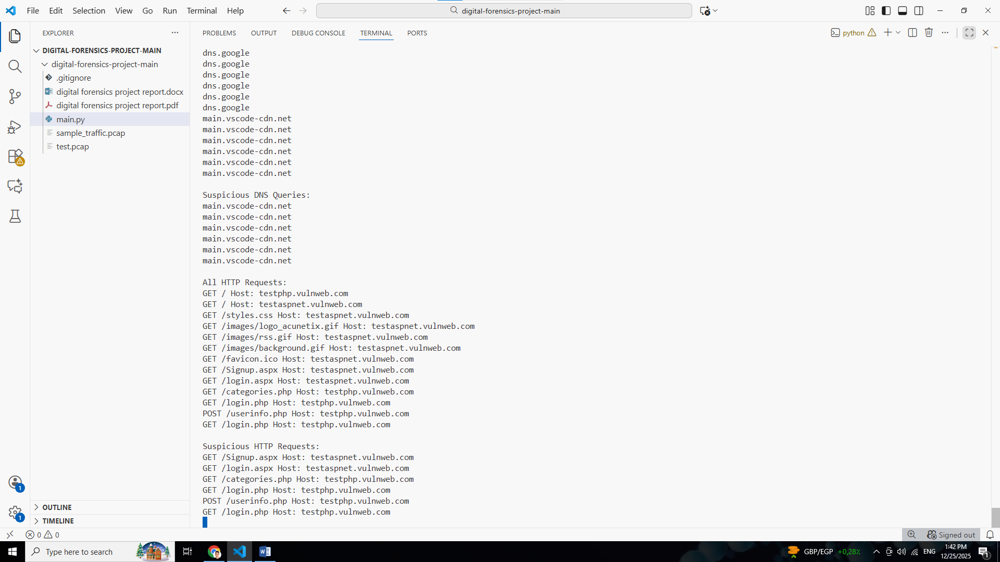 File Edit Selection View Go Run Terminal Help
digital-forensics-project-main
EXPLORER
DIGITAL-FORENSICS-PROJECT-MAIN
digital-forensics-project-main
.gitignore
digital forensics project report.docx
digital forensics project report.pdf
main.py
sample_traffic.pcap
test.pcap
OUTLINE
TIMELINE
PROBLEMS OUTPUT DEBUG CONSOLE TERMINAL PORTS
python
dns.google
dns.google
dns.google
dns.google
dns.google
dns.google
main.vscode-cdn.net
main.vscode-cdn.net
main.vscode-cdn.net
main.vscode-cdn.net
main.vscode-cdn.net
main.vscode-cdn.net
Suspicious DNS Queries:
main.vscode-cdn.net
main.vscode-cdn.net
main.vscode-cdn.net
main.vscode-cdn.net
main.vscode-cdn.net
main.vscode-cdn.net
All HTTP Requests:
GET / Host: testphp.vulnweb.com
GET / Host: testaspnet.vulnweb.com
GET /styles.css Host: testaspnet.vulnweb.com
GET /images/logo_acunetix.gif Host: testaspnet.vulnweb.com
GET /images/rss.gif Host: testaspnet.vulnweb.com
GET /images/background.gif Host: testaspnet.vulnweb.com
GET /favicon.ico Host: testaspnet.vulnweb.com
GET /Signup.aspx Host: testaspnet.vulnweb.com
GET /login.aspx Host: testaspnet.vulnweb.com
GET /categories.php Host: testphp.vulnweb.com
GET /login.php Host: testphp.vulnweb.com
POST /userinfo.php Host: testphp.vulnweb.com
GET /login.php Host: testphp.vulnweb.com
Suspicious HTTP Requests:
GET /Signup.aspx Host: testaspnet.vulnweb.com
GET /login.aspx Host: testaspnet.vulnweb.com
GET /categories.php Host: testphp.vulnweb.com
GET /login.php Host: testphp.vulnweb.com
POST /userinfo.php Host: testphp.vulnweb.com
GET /login.php Host: testphp.vulnweb.com
1
1
0 0
Signed out
Type here to search
GBP/EGP +0,28%
ENG
1:42 PM
12/25/2025
1